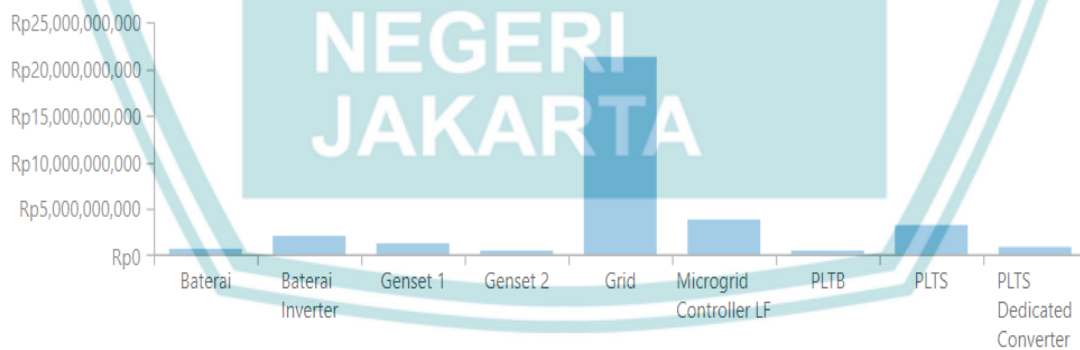 NEGERI
JAKARTA
Rp25,000,000,000
Rp20,000,000,000
Rp15,000,000,000
Rp10,000,000,000
Rp5,000,000,000
Rp0
Baterai
Baterai
Inverter
Genset 1
Genset 2
Grid
Microgrid
Controller LF
PLTB
PLTS
PLTS
Dedicated
Converter